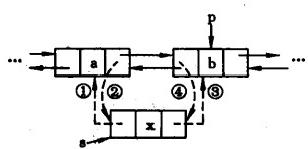 p
… a b …
① ② ④ ③
x
s